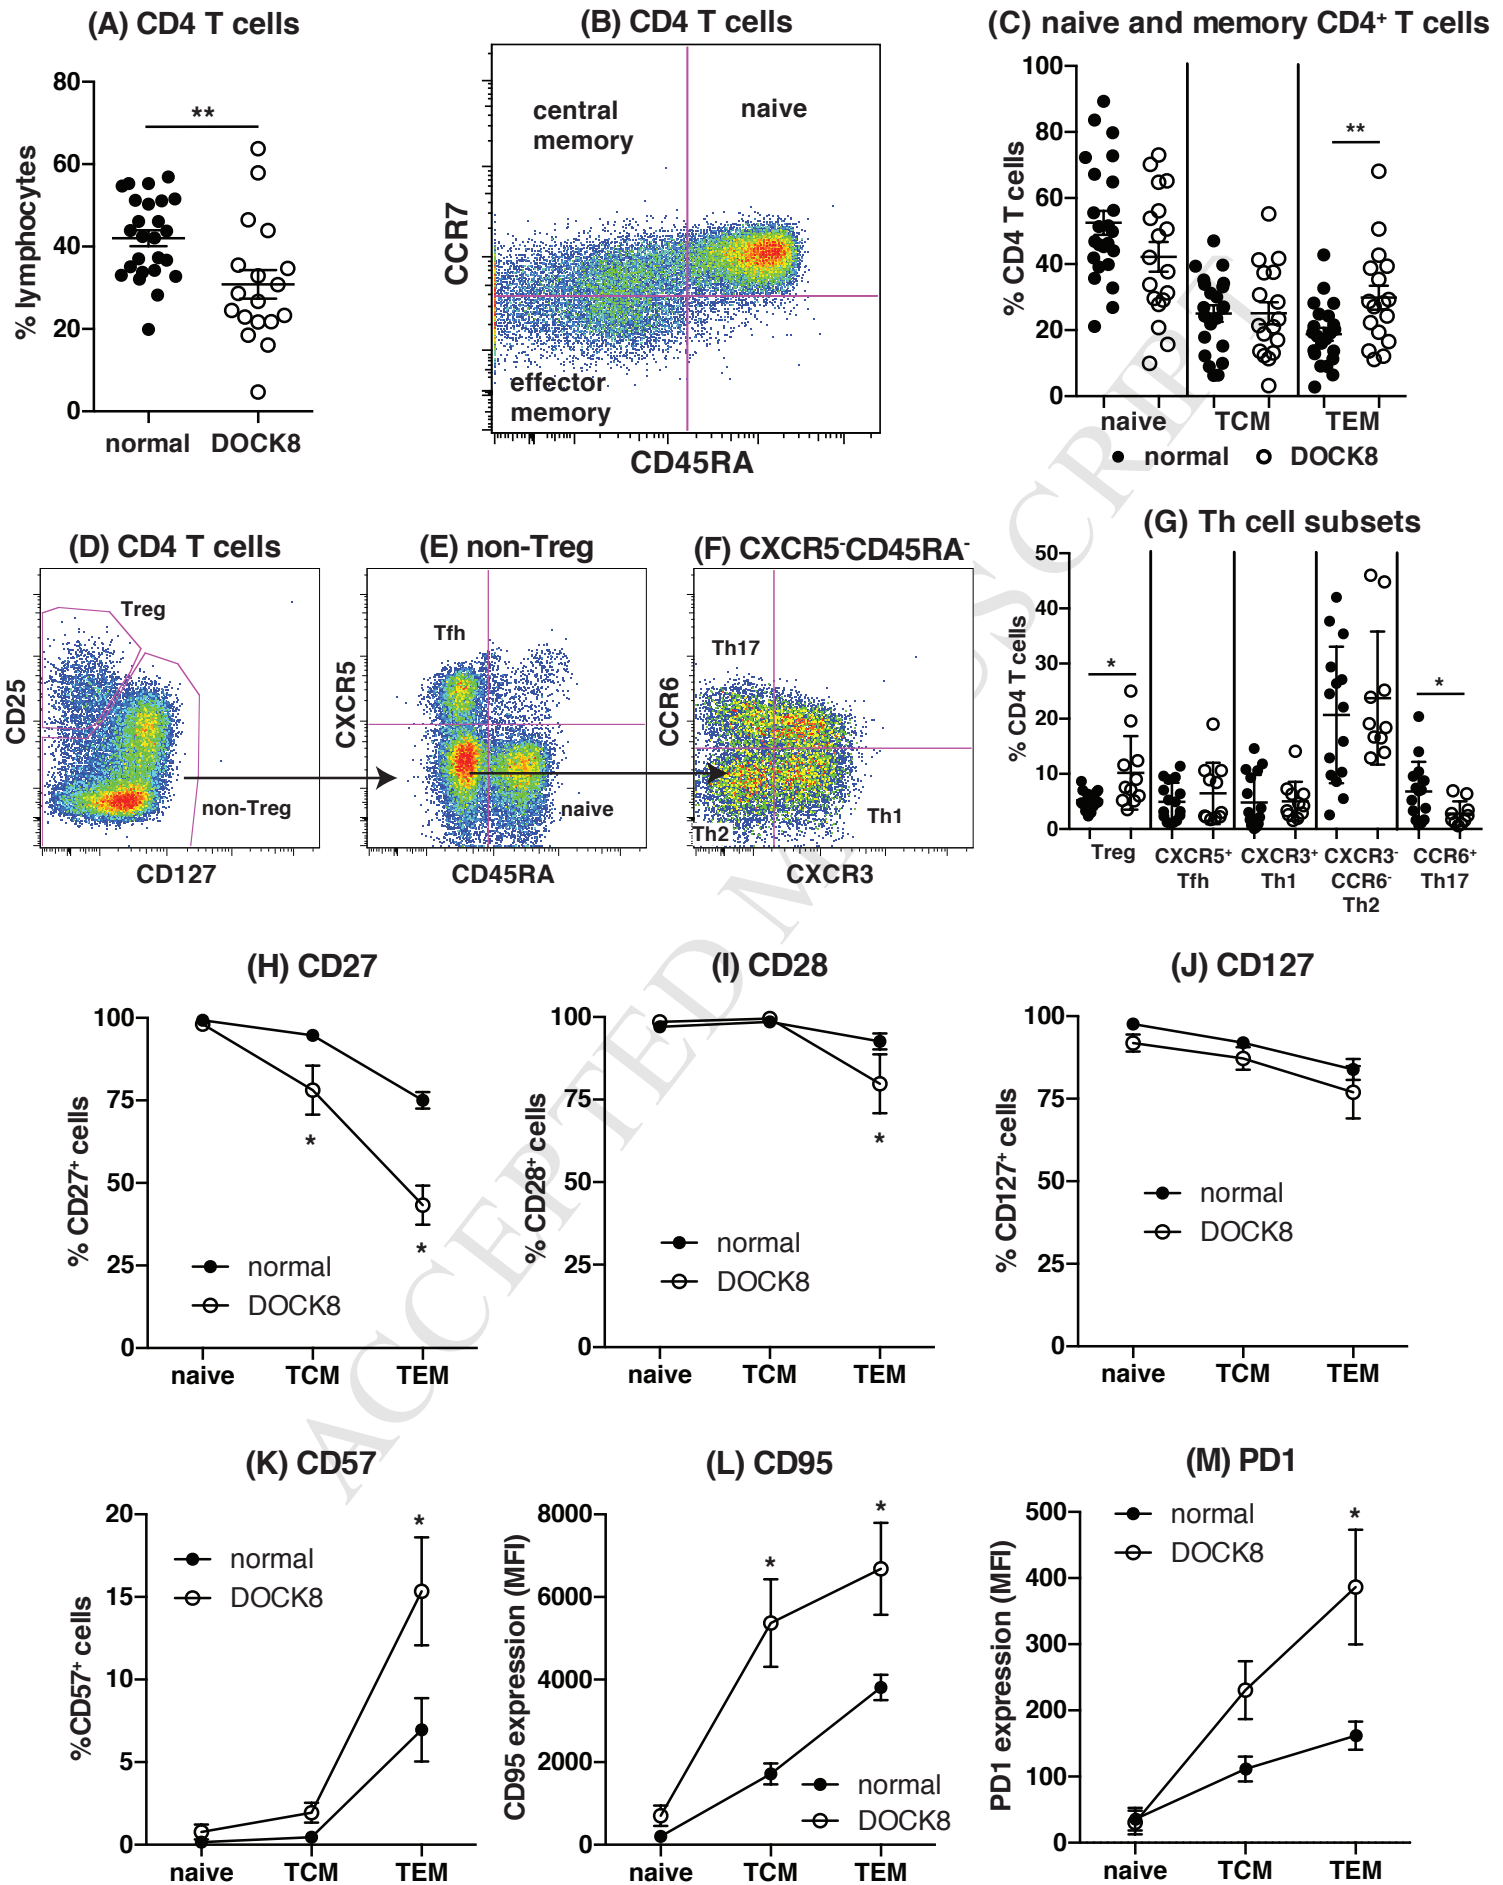 (A) CD4 T cells
% lymphocytes
80
60
40
20
0
**
normal
DOCK8
(B) CD4 T cells
CCR7
central
memory
naive
effector
memory
CD45RA
(C) naive and memory CD4⁺ T cells
% CD4 T cells
100
80
60
40
20
0
**
naive
TCM
TEM
normal
DOCK8
(D) CD4 T cells
CD25
Treg
non-Treg
CD127
(E) non-Treg
CXCR5
Tfh
naive
CD45RA
(F) CXCR5⁻CD45RA⁻
CCR6
Th17
Th2
Th1
CXCR3
(G) Th cell subsets
% CD4 T cells
50
40
30
20
10
0
*
*
Treg
CXCR5⁺
Tfh
CXCR3⁺
Th1
CXCR3⁻
CCR6⁻
Th2
CCR6⁺
Th17
(H) CD27
% CD27⁺ cells
100
75
50
25
0
*
*
normal
DOCK8
naive
TCM
TEM
(I) CD28
% CD28⁺ cells
100
75
50
25
0
*
normal
DOCK8
naive
TCM
TEM
(J) CD127
% CD127⁺ cells
100
75
50
25
0
normal
DOCK8
naive
TCM
TEM
(K) CD57
%CD57⁺ cells
20
15
10
5
0
*
normal
DOCK8
naive
TCM
TEM
(L) CD95
CD95 expression (MFI)
8000
6000
4000
2000
0
*
*
normal
DOCK8
naive
TCM
TEM
(M) PD1
PD1 expression (MFI)
500
400
300
200
100
0
*
normal
DOCK8
naive
TCM
TEM
ACCEPTED MANUSCRIPT